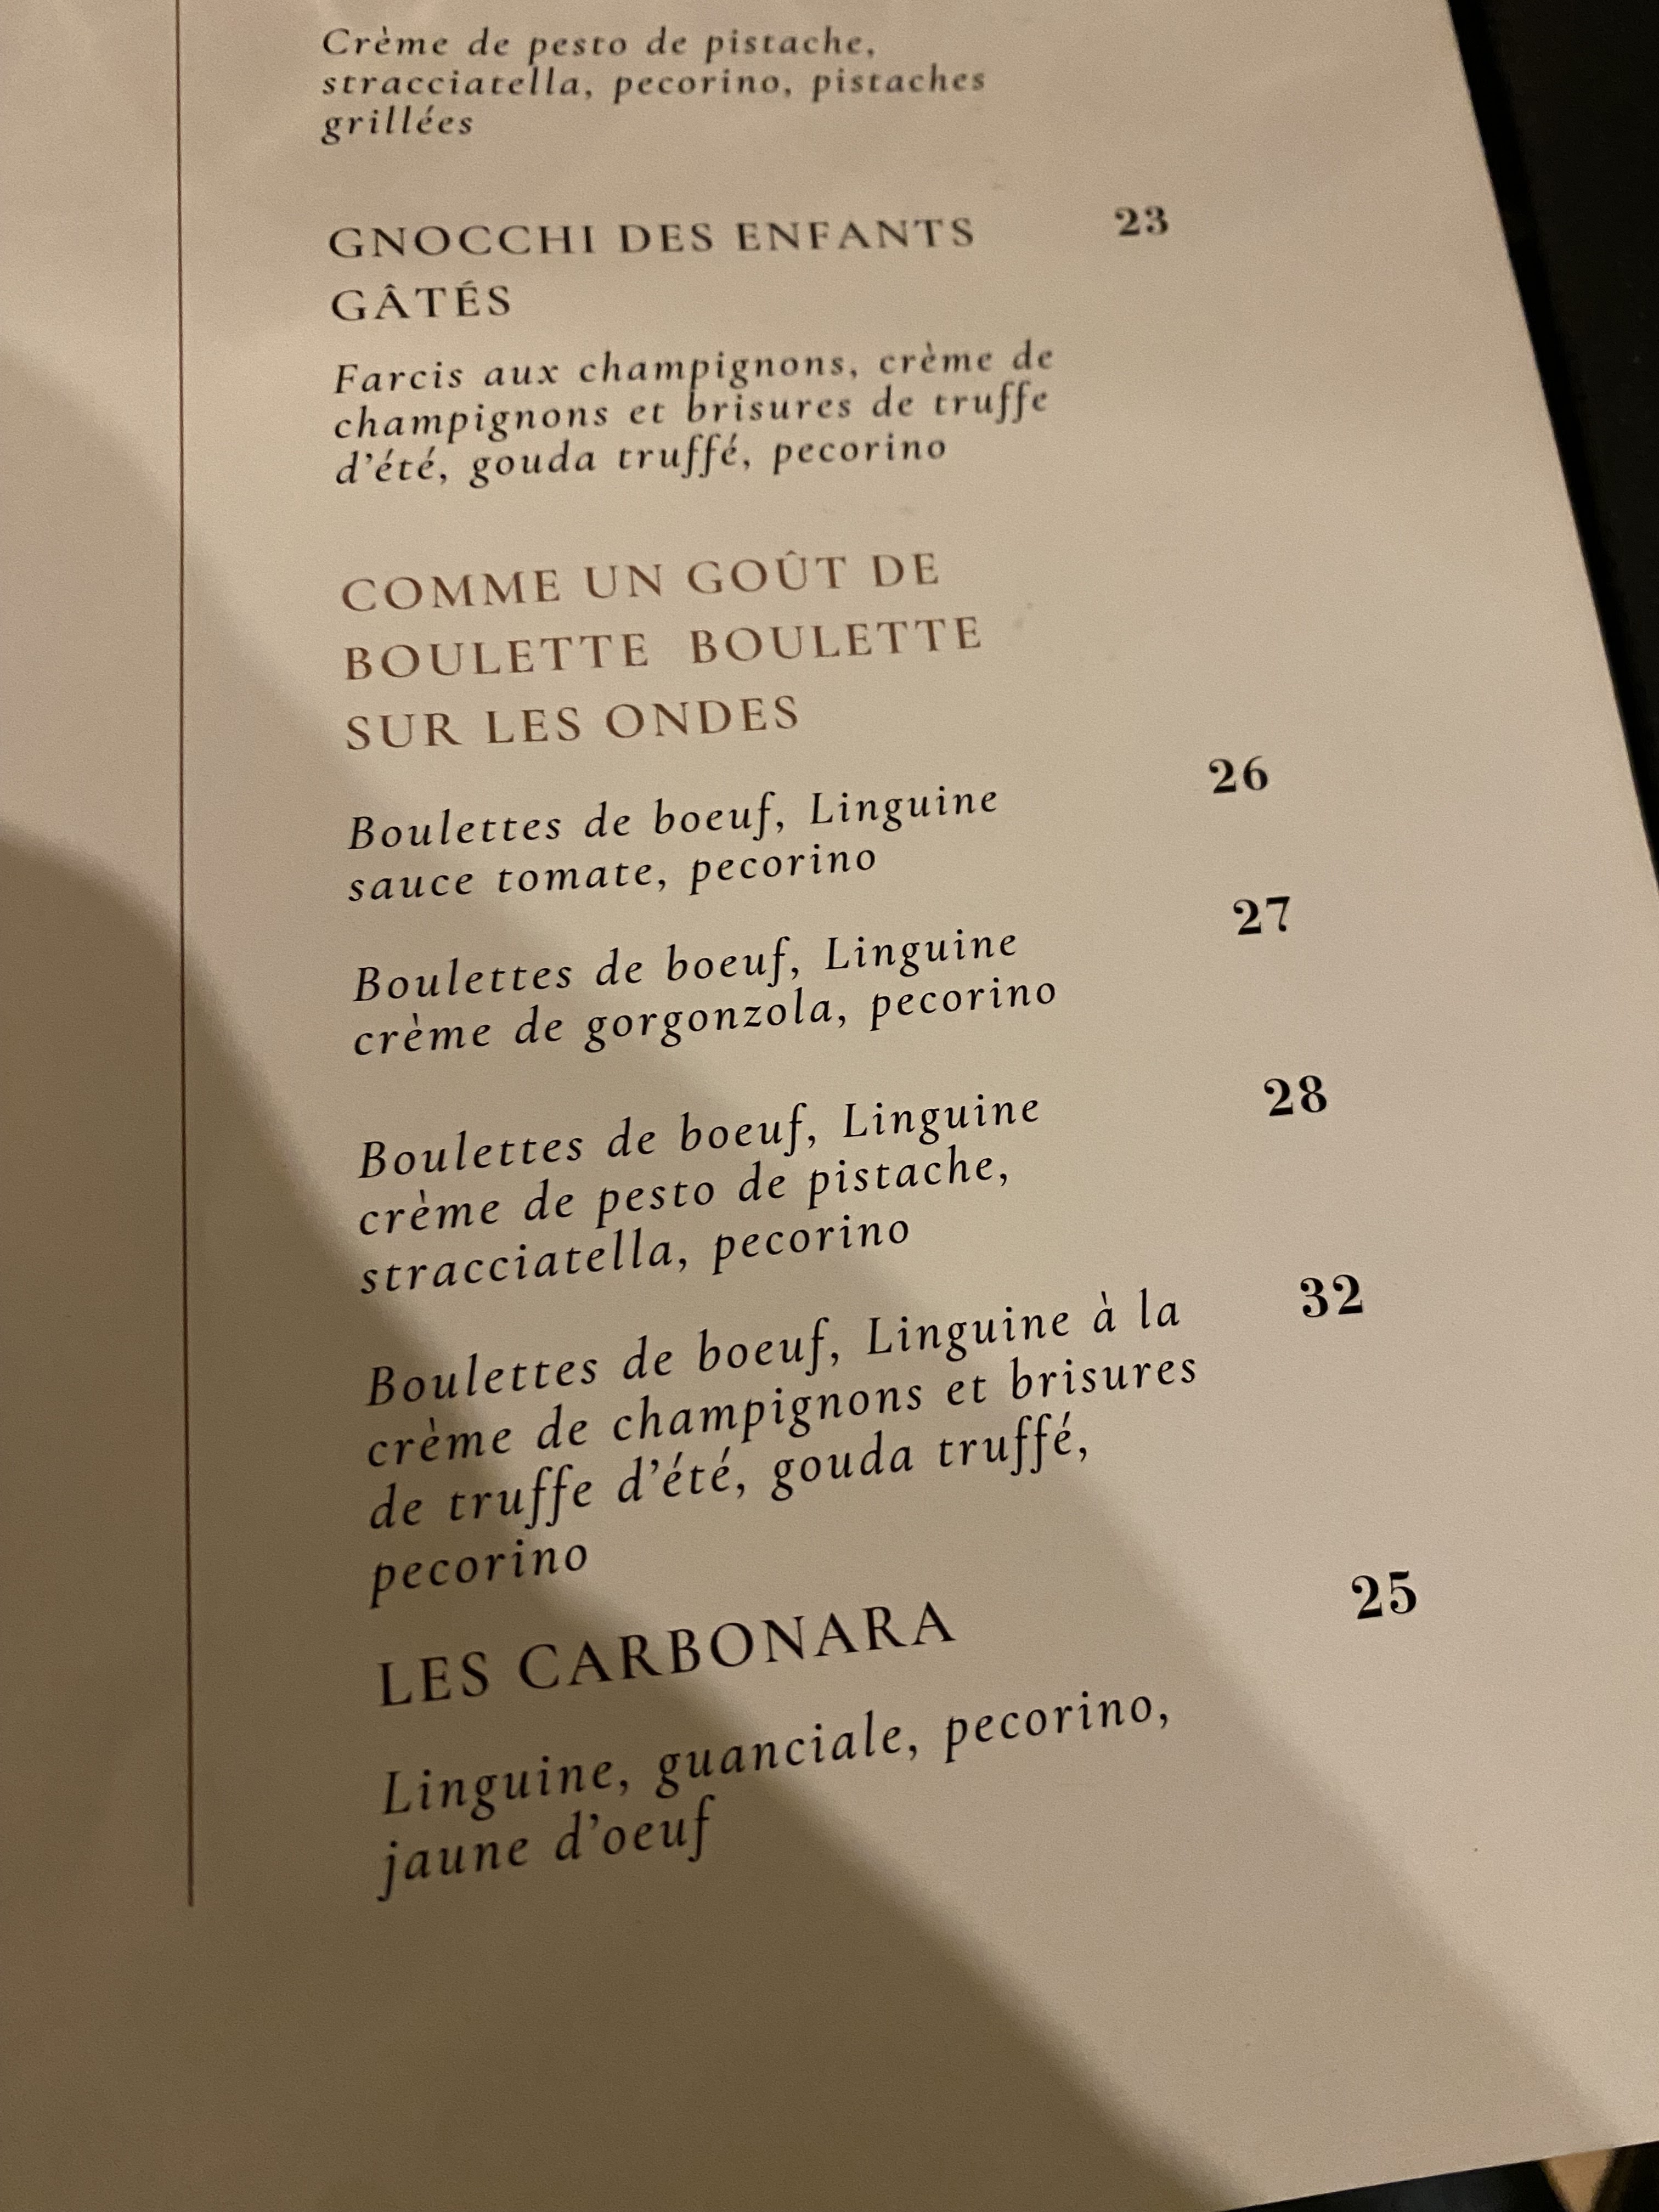 Crème de pesto de pistache,
stracciatella, pecorino, pistaches
grillées
GNOCCHI DES ENFANTS 23
GÂTÉS
Farcis aux champignons, crème de
champignons et brisures de truffe
d'été, gouda truffé, pecorino
COMME UN GOÛT DE
BOULETTE BOULETTE
SUR LES ONDES
Boulettes de boeuf, Linguine 26
sauce tomate, pecorino
Boulettes de boeuf, Linguine 27
crème de gorgonzola, pecorino
Boulettes de boeuf, Linguine 28
crème de pesto de pistache,
stracciatella, pecorino
Boulettes de boeuf, Linguine à la 32
crème de champignons et brisures
de truffe d'été, gouda truffé,
pecorino
LES CARBONARA 25
Linguine, guanciale, pecorino,
jaune d'oeuf